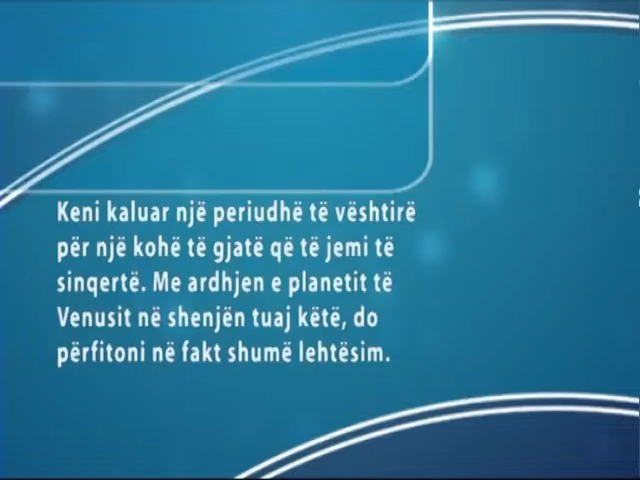 Keni kaluar një periudhë të vështirë
për një kohë të gjatë që të jemi të
sinqertë. Me ardhjen e planetit të
Venusit në shenjën tuaj këtë, do
përfitoni në fakt shumë lehtësim.